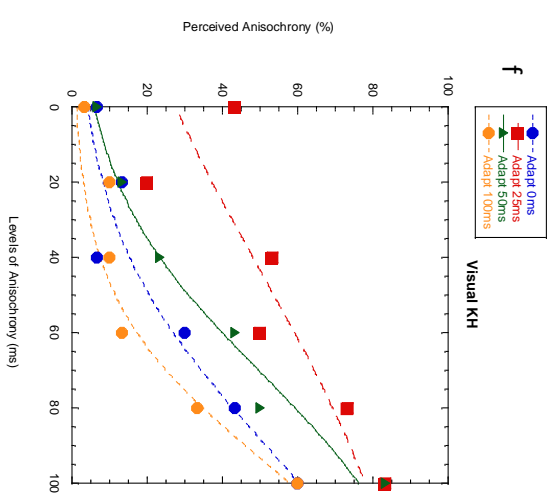 f
Visual KH
Adapt 0ms
Adapt 25ms
Adapt 50ms
Adapt 100ms
Perceived Anisochrony (%)
100
80
60
40
20
0
0 20 40 60 80 100
Levels of Anisochrony (ms)